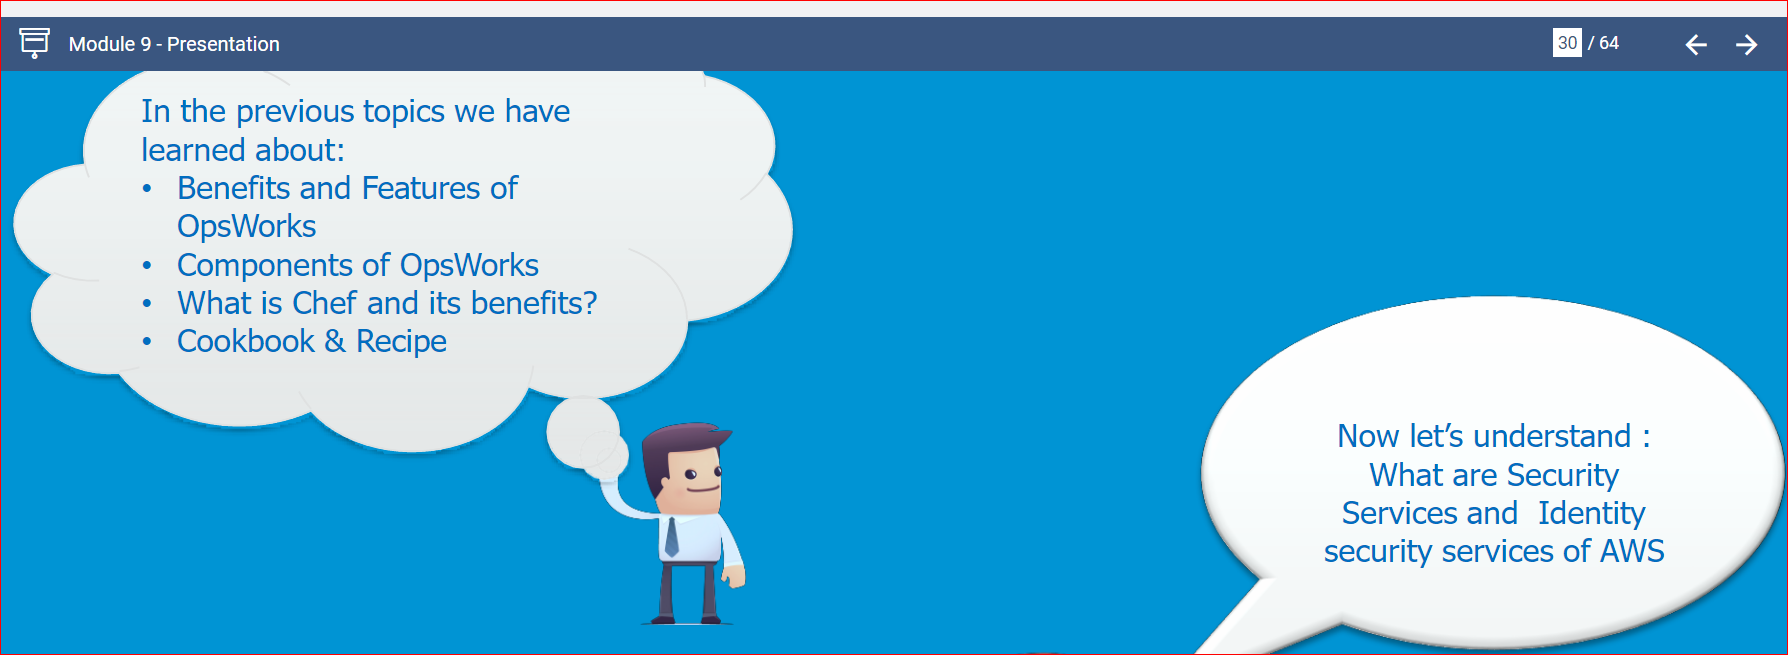 Module 9 - Presentation
30 / 64
In the previous topics we have
learned about:
• Benefits and Features of
OpsWorks
• Components of OpsWorks
• What is Chef and its benefits?
• Cookbook & Recipe
Now let’s understand :
What are Security
Services and  Identity
security services of AWS